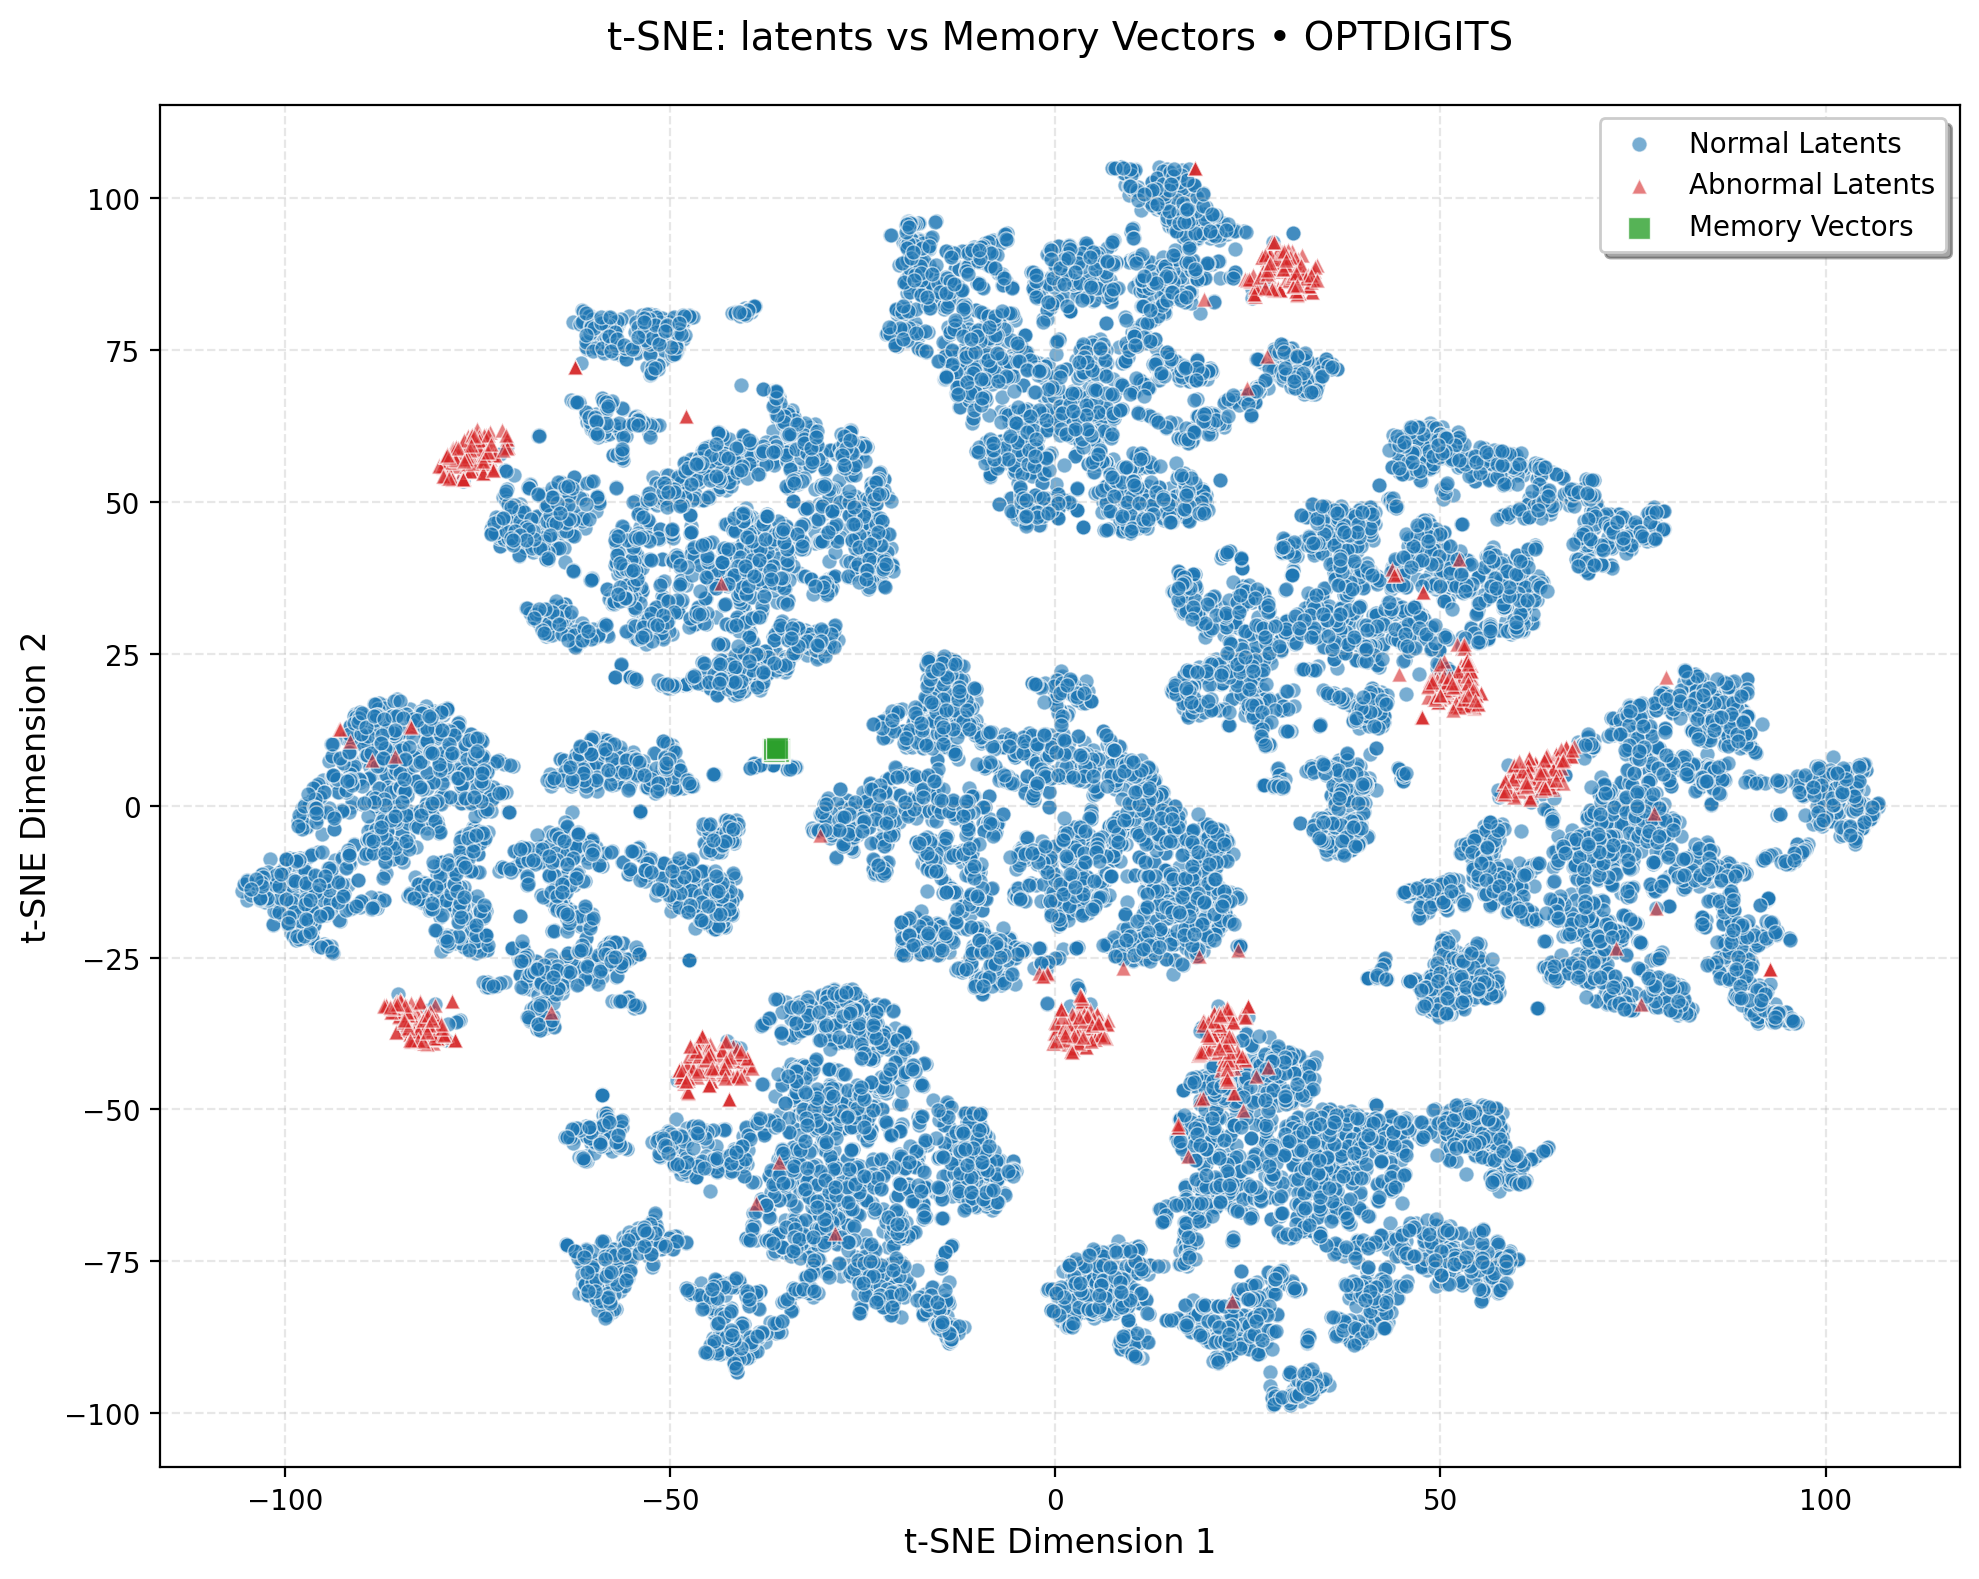 t-SNE: latents vs Memory Vectors • OPTDIGITS
Normal Latents
Abnormal Latents
Memory Vectors
100
75
50
25
0
−25
−50
−75
−100
t-SNE Dimension 2
−100
−50
0
50
100
t-SNE Dimension 1